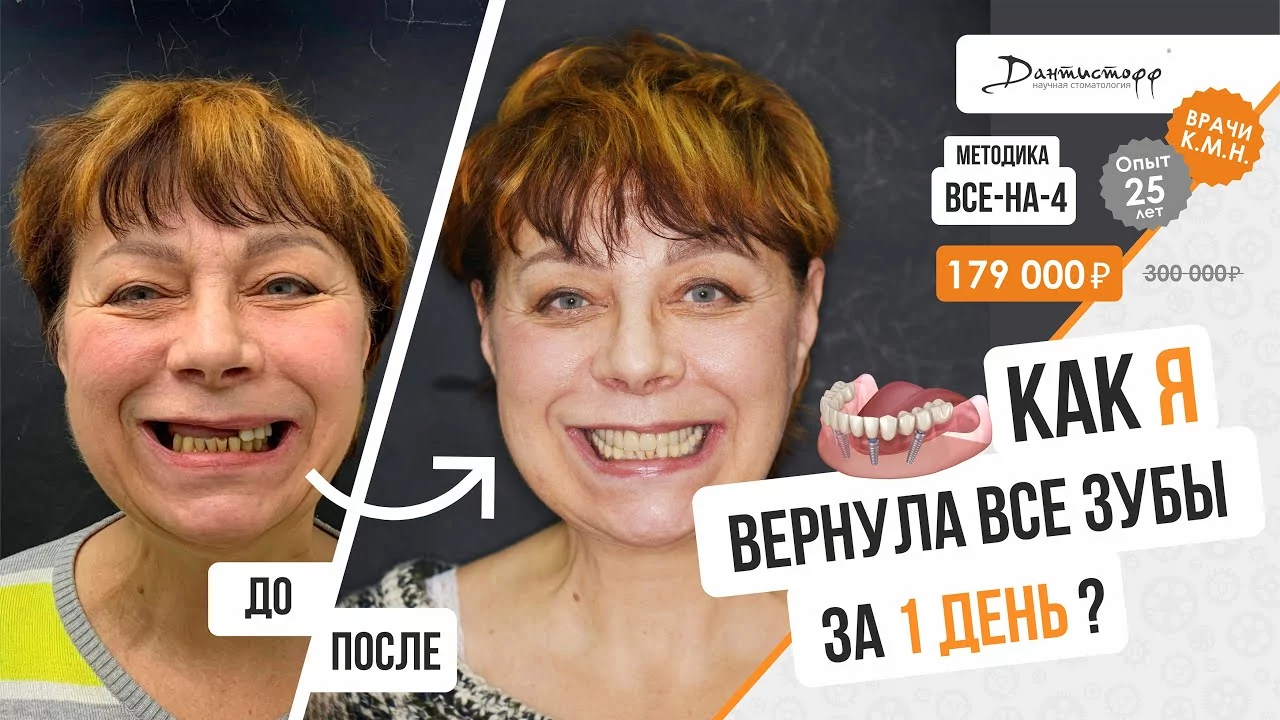 Дантистофф®
научная стоматология
ВРАЧИ
К.М.Н.
МЕТОДИКА
ВСЕ-НА-4
Опыт
25
лет
179 000 ₽
300 000 ₽
КАК Я
ВЕРНУЛА ВСЕ ЗУБЫ
ЗА 1 ДЕНЬ ?
ДО
ПОСЛЕ